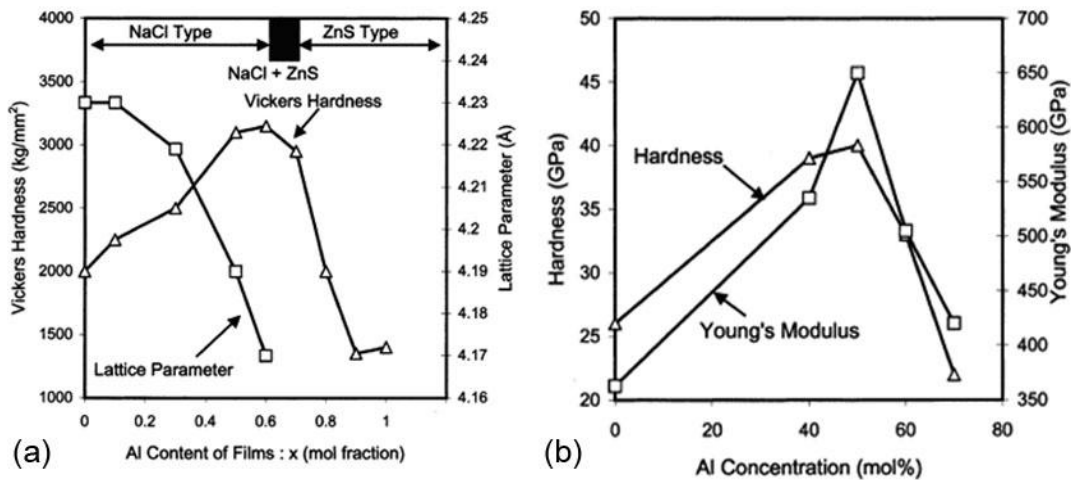 4000
3500
3000
2500
2000
1500
1000
Vickers Hardness (kg/mm²)
NaCl Type
ZnS Type
NaCl + ZnS
Vickers Hardness
Lattice Parameter
4.25
4.24
4.23
4.22
4.21
4.2
4.19
4.18
4.17
4.16
Lattice Parameter (Å)
0
0.2
0.4
0.6
0.8
1
Al Content of Films : x (mol fraction)
(a)
50
45
40
35
30
25
20
Hardness (GPa)
Hardness
Young's Modulus
700
650
600
550
500
450
400
350
Young's Modulus (GPa)
0
20
40
60
80
Al Concentration (mol%)
(b)